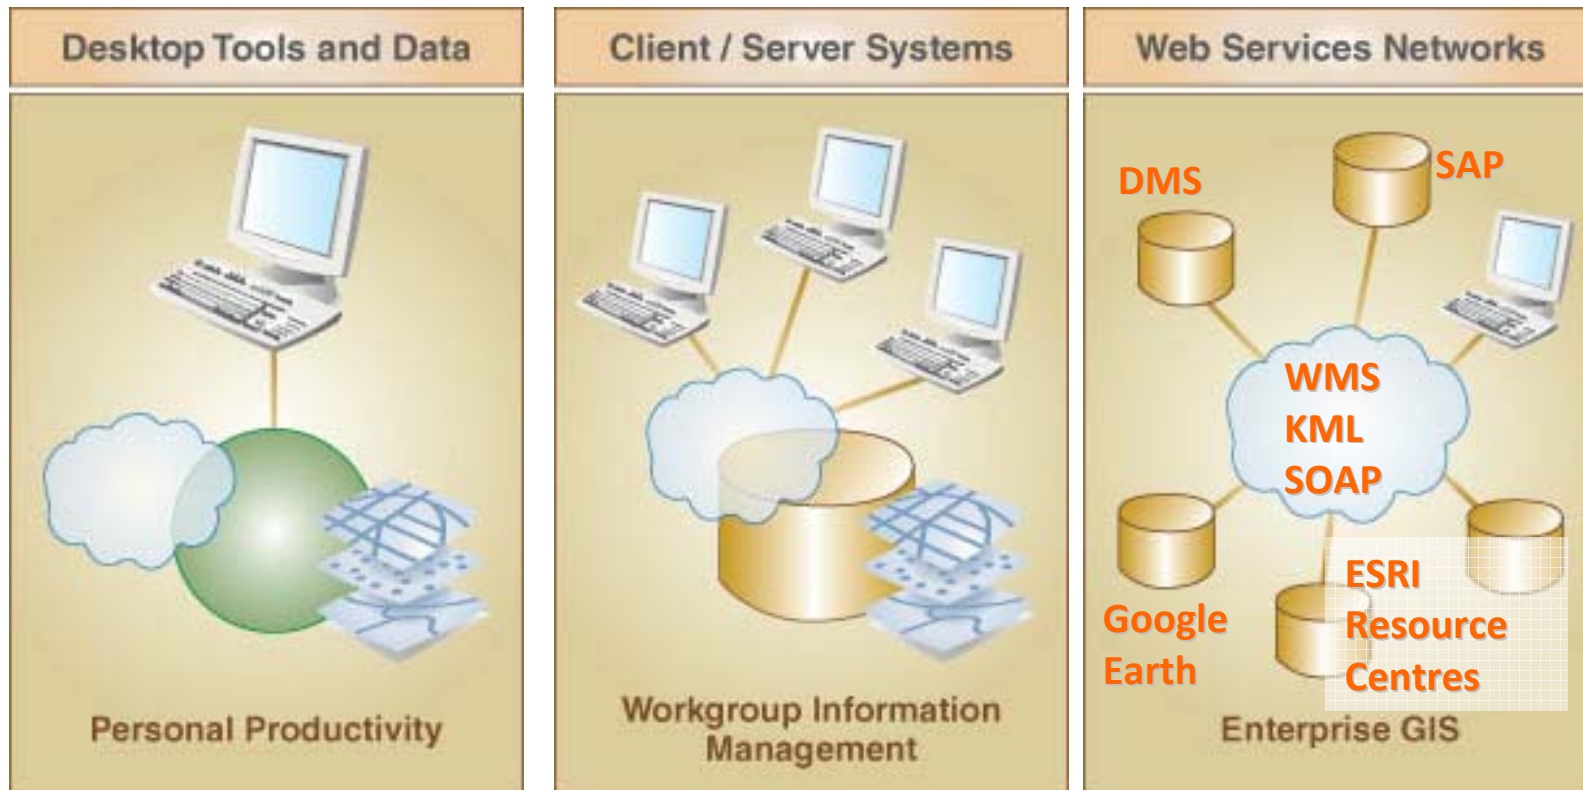 Desktop Tools and Data
Personal Productivity
Client / Server Systems
Workgroup Information
Management
Web Services Networks
DMS
SAP
WMS
KML
SOAP
Google
Earth
ESRI
Resource
Centres
Enterprise GIS